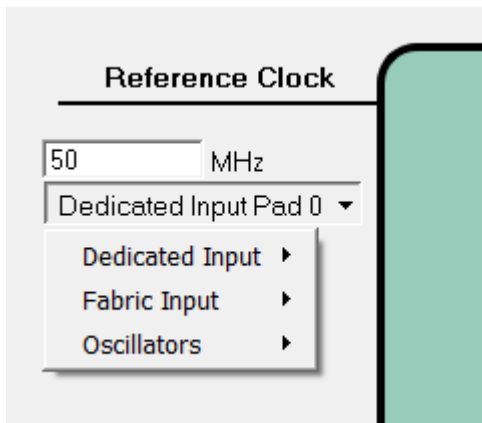 Reference Clock
50 MHz
Dedicated Input Pad 0
Dedicated Input
Fabric Input
Oscillators